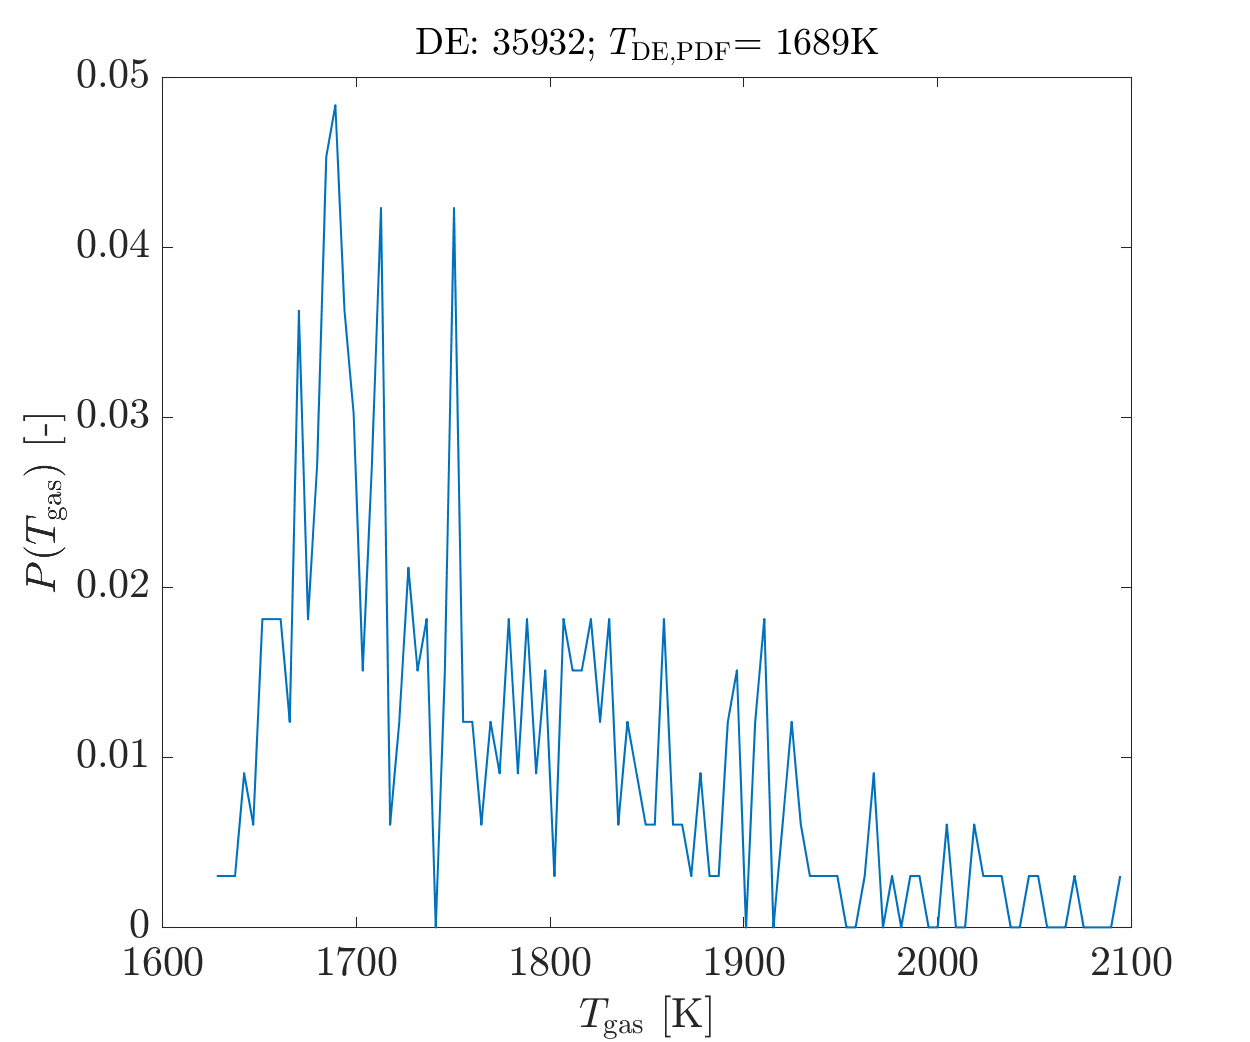 DE: 35932; T_DE,PDF= 1689K
0.05
0.04
0.03
0.02
0.01
0
P(T_gas) [-]
1600 1700 1800 1900 2000 2100
T_gas [K]